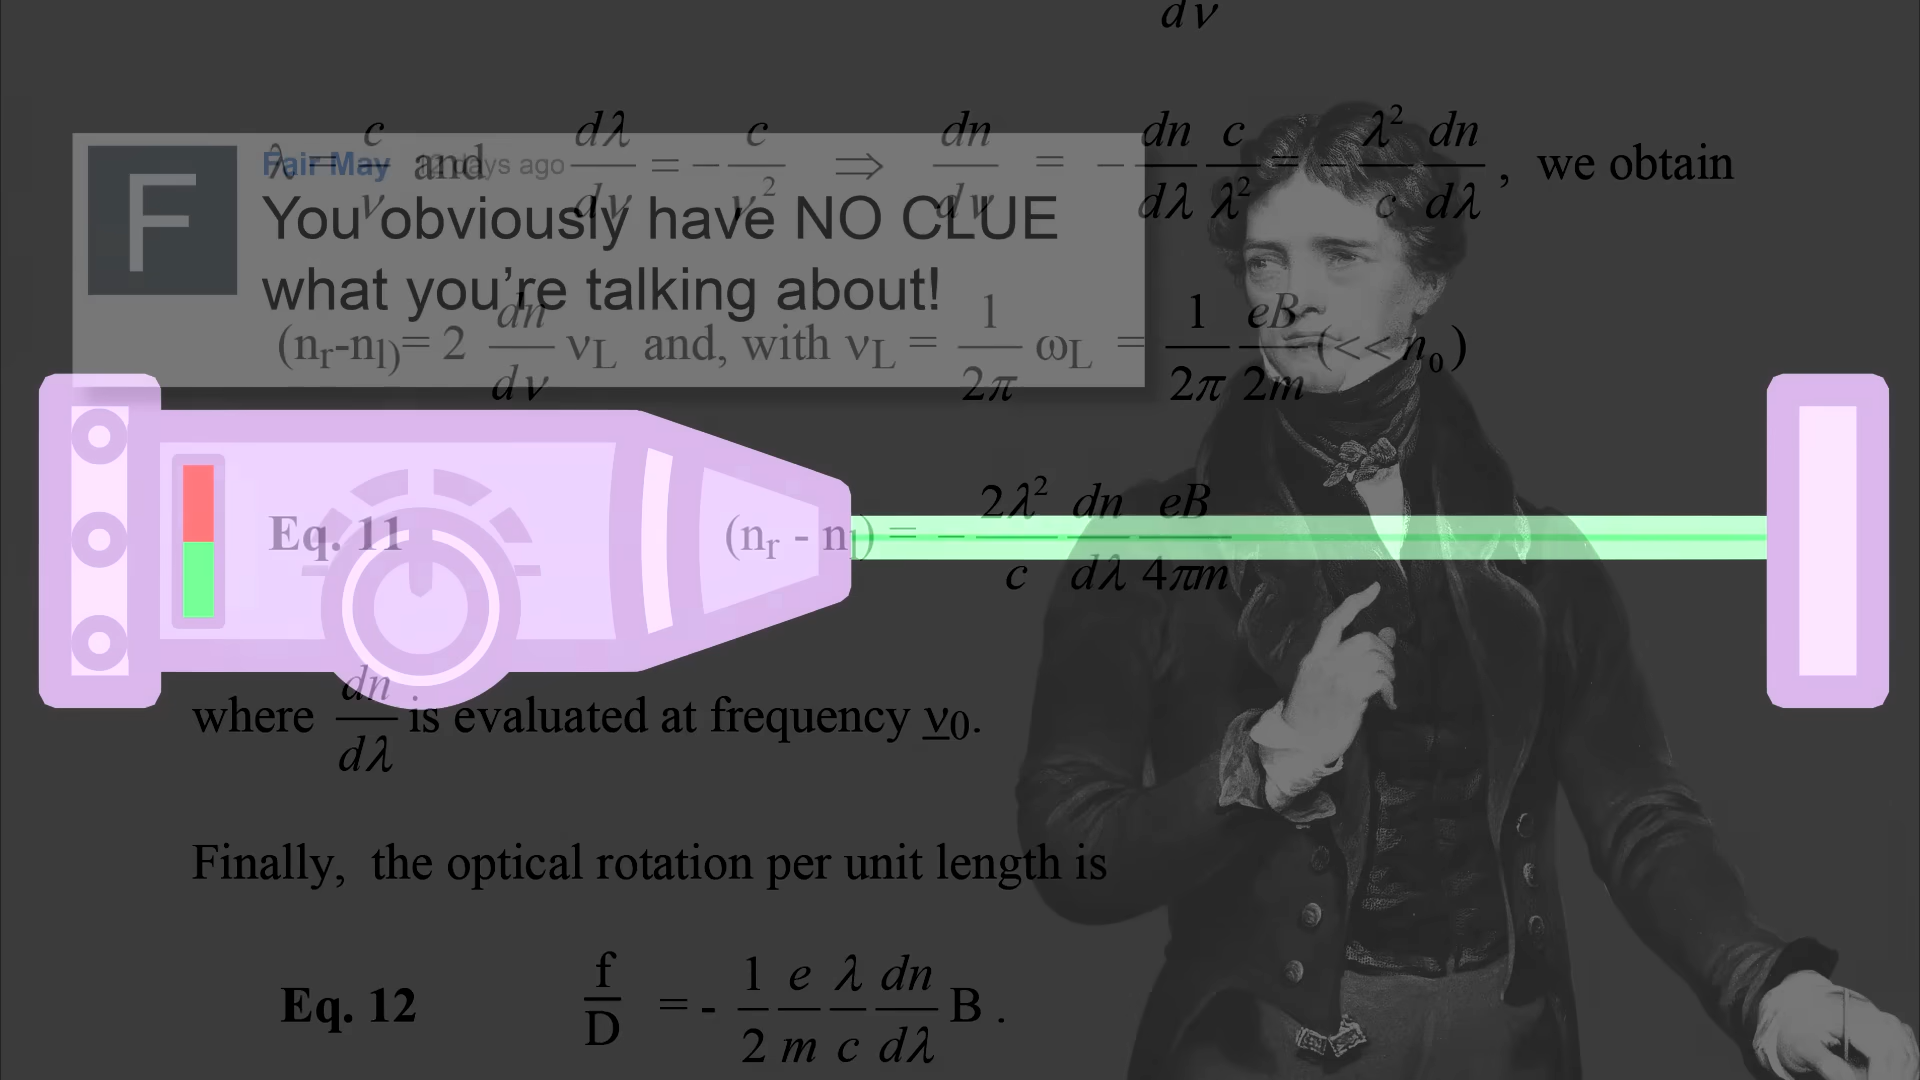 dν
λ = c/ν and dλ/dν = - c/ν² ⇒ dn/dν = - dn/dλ c/λ² = - λ²/c dn/dλ , we obtain
F
Fair May 12 days ago
You obviously have NO CLUE
what you're talking about!
(nr-nl)= 2 dn/dν νL and, with νL = 1/2π ωL = 1/2π eB/2m (<< n0)
Eq. 11 (nr - nl) = - 2λ²/c dn/dλ eB/4πm
where dn/dλ is evaluated at frequency ν0.
Finally, the optical rotation per unit length is
Eq. 12 f/D = - 1/2 e/m λ/c dn/dλ B .